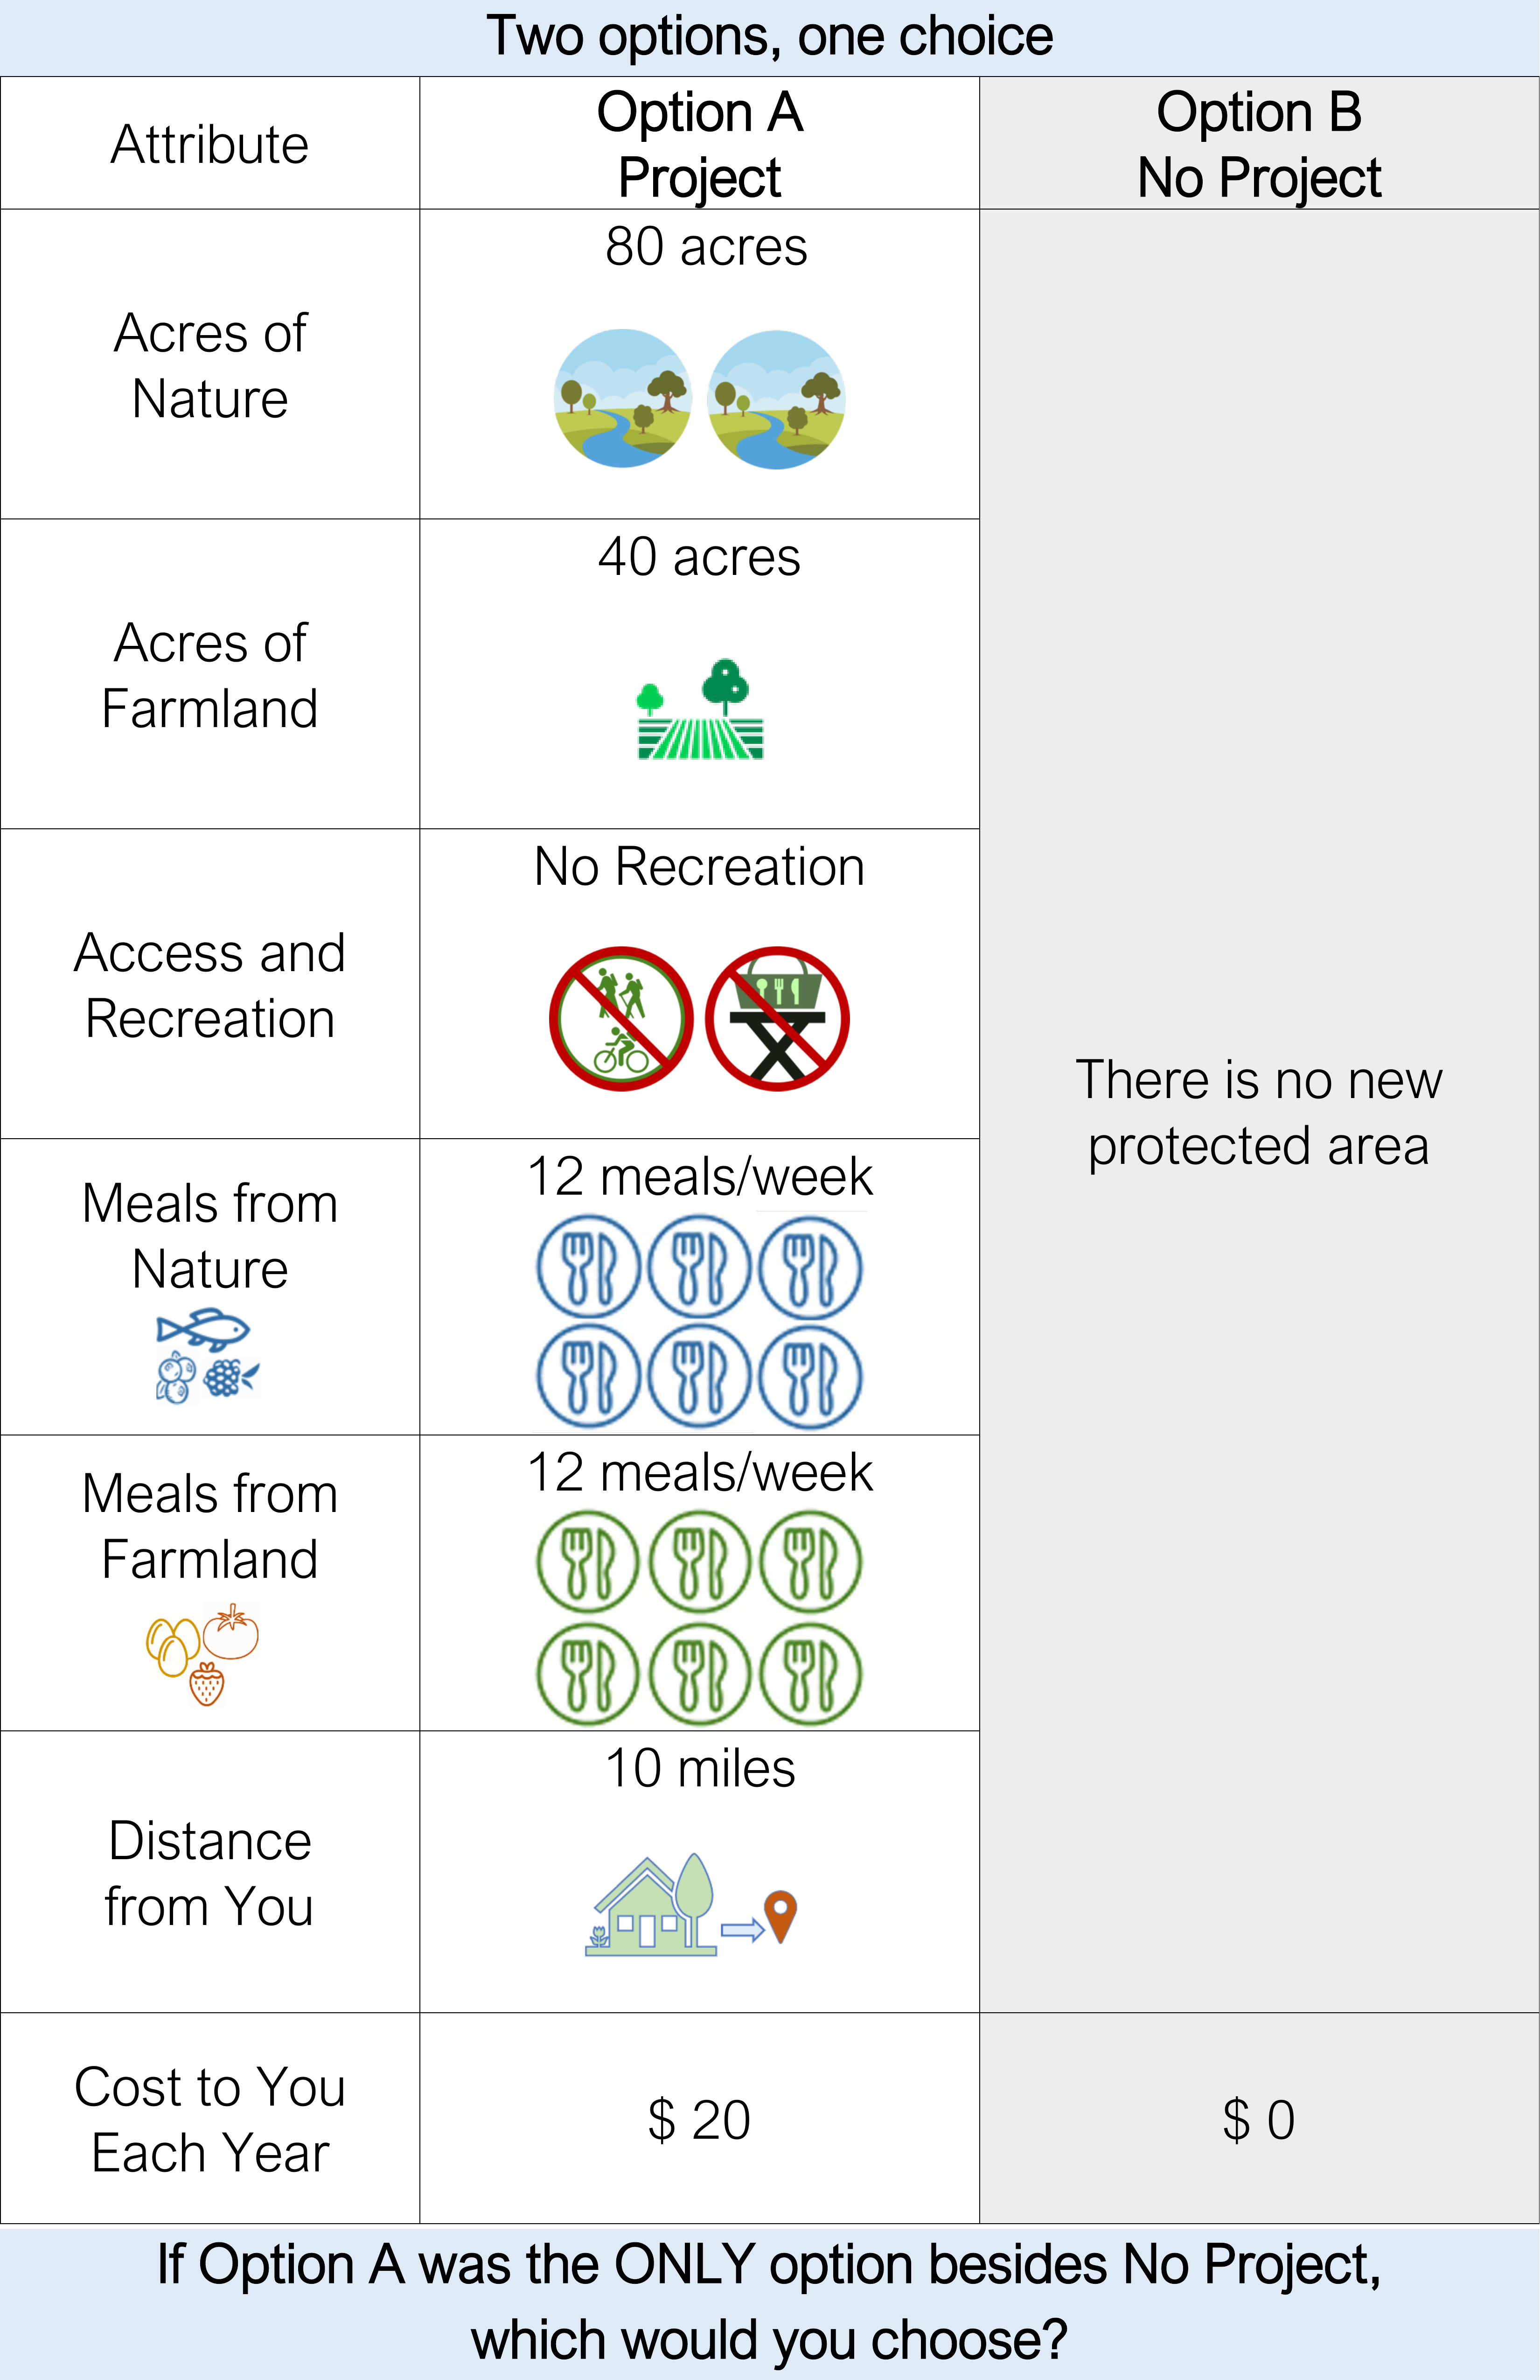 Two options, one choice
Attribute
Option A
Project
Option B
No Project
Acres of
Nature
80 acres
Acres of
Farmland
40 acres
Access and
Recreation
No Recreation
There is no new
protected area
Meals from
Nature
12 meals/week
Meals from
Farmland
12 meals/week
Distance
from You
10 miles
Cost to You
Each Year
$ 20
$ 0
If Option A was the ONLY option besides No Project,
which would you choose?